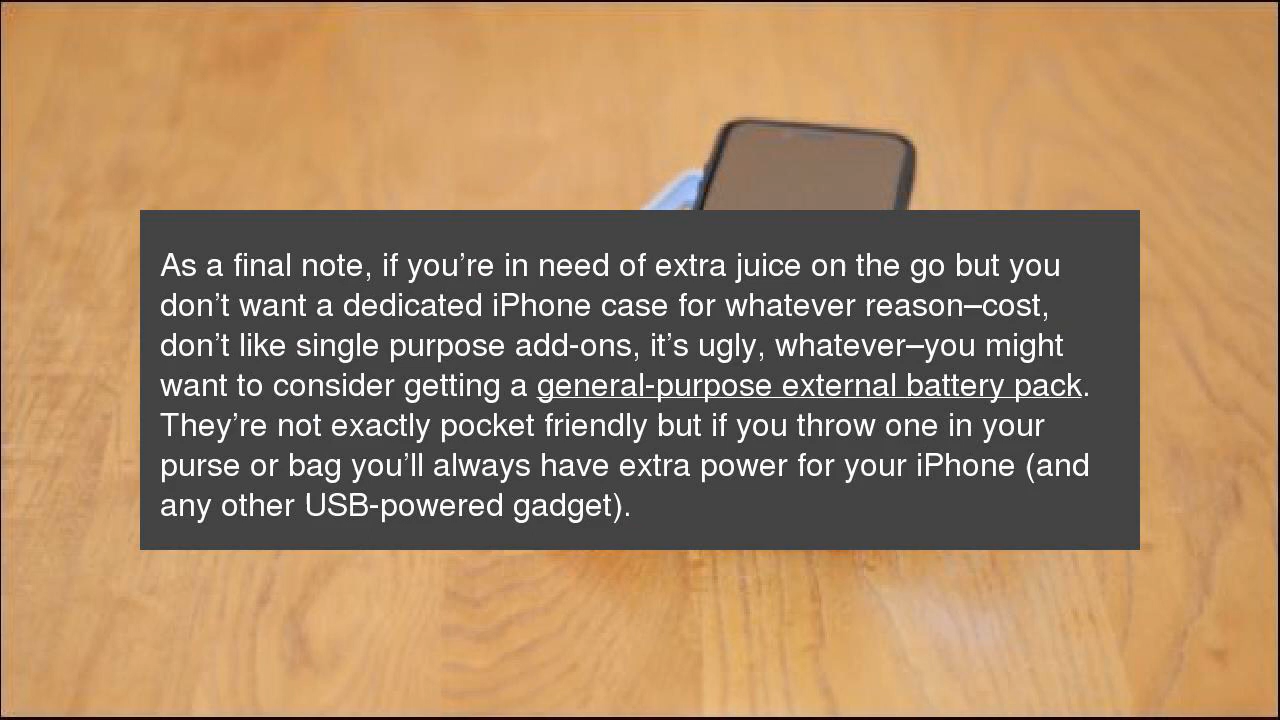 As a final note, if you’re in need of extra juice on the go but you
don’t want a dedicated iPhone case for whatever reason–cost,
don’t like single purpose add-ons, it’s ugly, whatever–you might
want to consider getting a general-purpose external battery pack.
They’re not exactly pocket friendly but if you throw one in your
purse or bag you’ll always have extra power for your iPhone (and
any other USB-powered gadget).